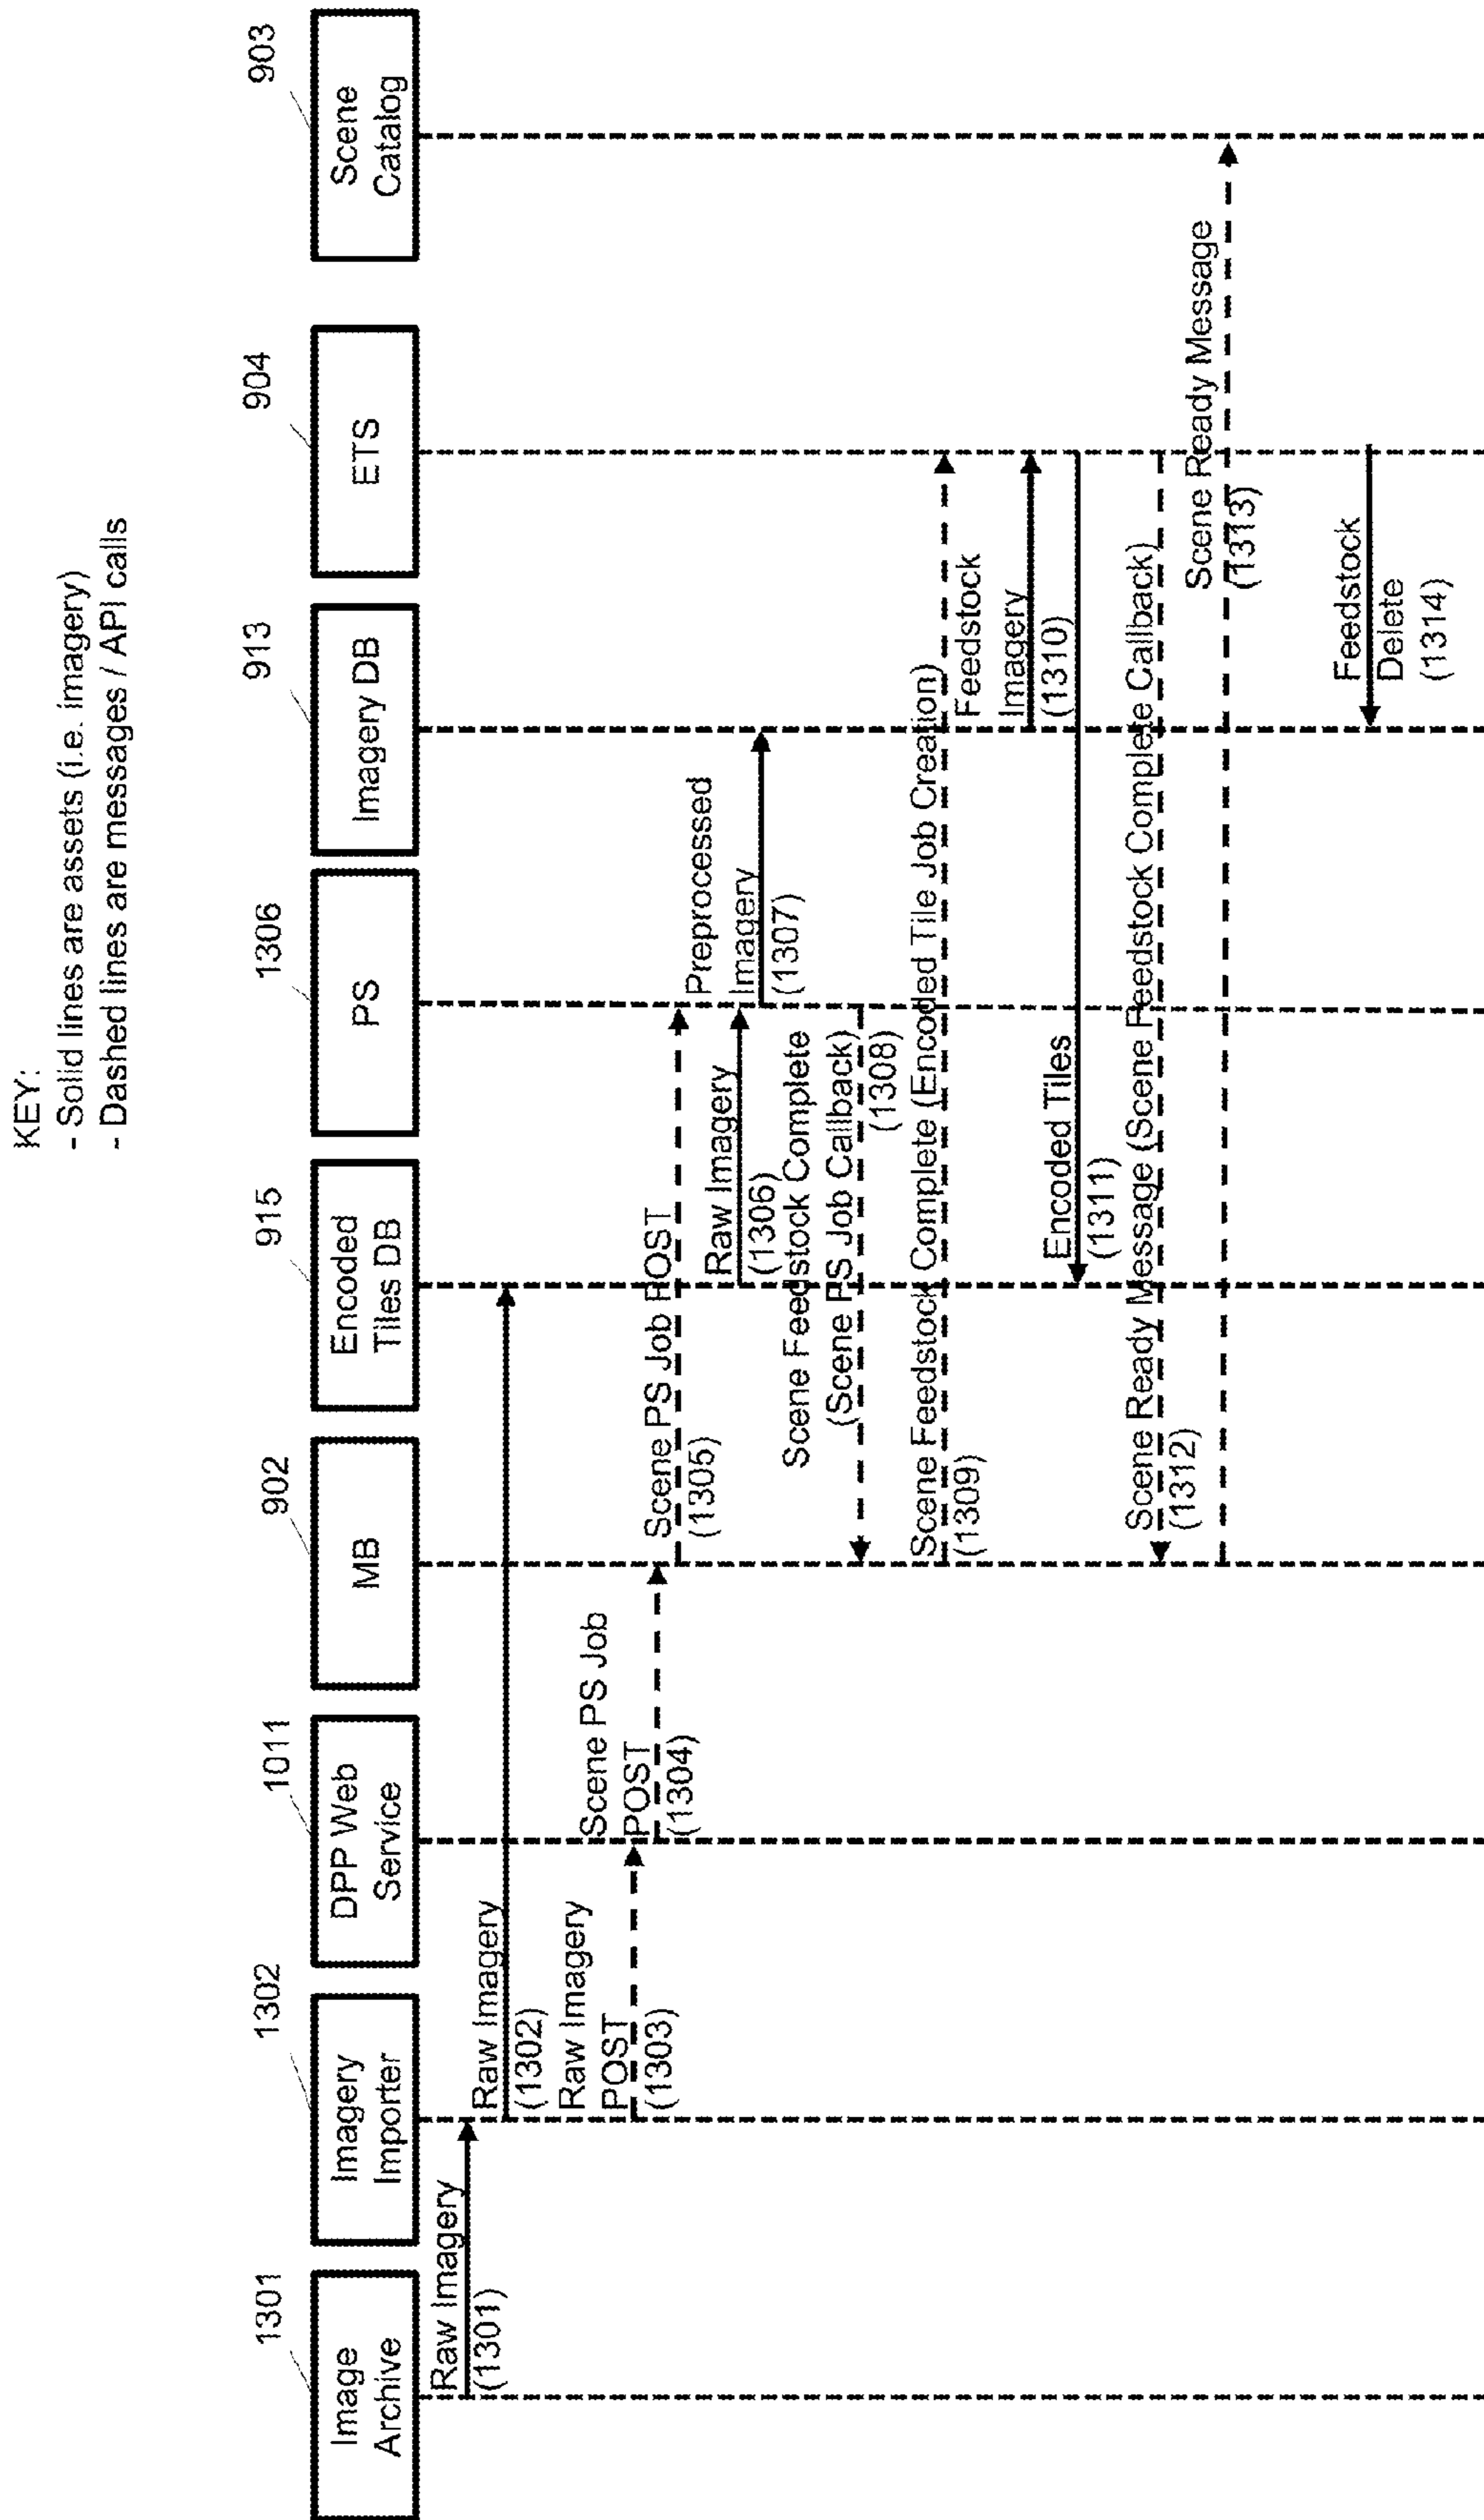 KEY:
- Solid lines are assets (i.e. imagery)
- Dashed lines are messages / API calls
1301
1302
1011
902
915
1306
913
904
903
Image
Archive
Imagery
Importer
DPP Web
Service
MB
Encoded
Tiles DB
PS
Imagery DB
ETS
Scene
Catalog
Raw Imagery
(1301)
Raw Imagery
(1302)
Raw Imagery
POST
(1303)
Scene PS Job
POST
(1304)
Scene PS Job POST
(1305)
Raw Imagery
(1306)
Preprocessed
Imagery
(1307)
Scene Feedstock Complete
(Scene PS Job Callback)
(1308)
Scene Feedstock Complete (Encoded Tile Job Creation)
(1309)
Feedstock
Imagery
(1310)
Encoded Tiles
(1311)
Scene Ready Message (Scene Feedstock Complete Callback)
(1312)
Scene Ready Message
(1313)
Feedstock
Delete
(1314)